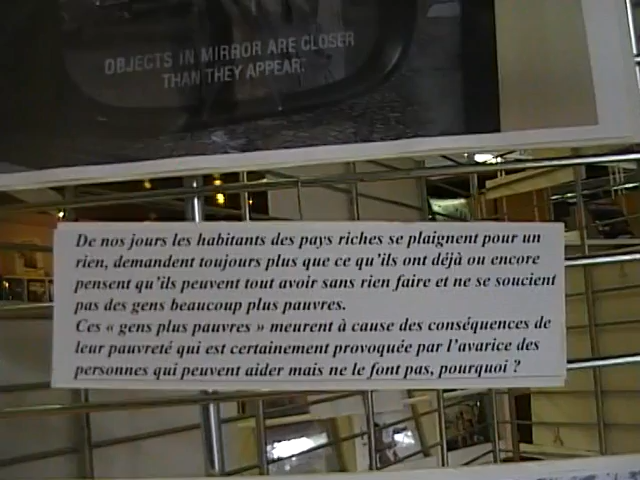 OBJECTS IN MIRROR ARE CLOSER
THAN THEY APPEAR.
De nos jours les habitants des pays riches se plaignent pour un
rien, demandent toujours plus que ce qu'ils ont déjà ou encore
pensent qu'ils peuvent tout avoir sans rien faire et ne se soucient
pas des gens beaucoup plus pauvres.
Ces « gens plus pauvres » meurent à cause des conséquences de
leur pauvreté qui est certainement provoquée par l'avarice des
personnes qui peuvent aider mais ne le font pas, pourquoi ?